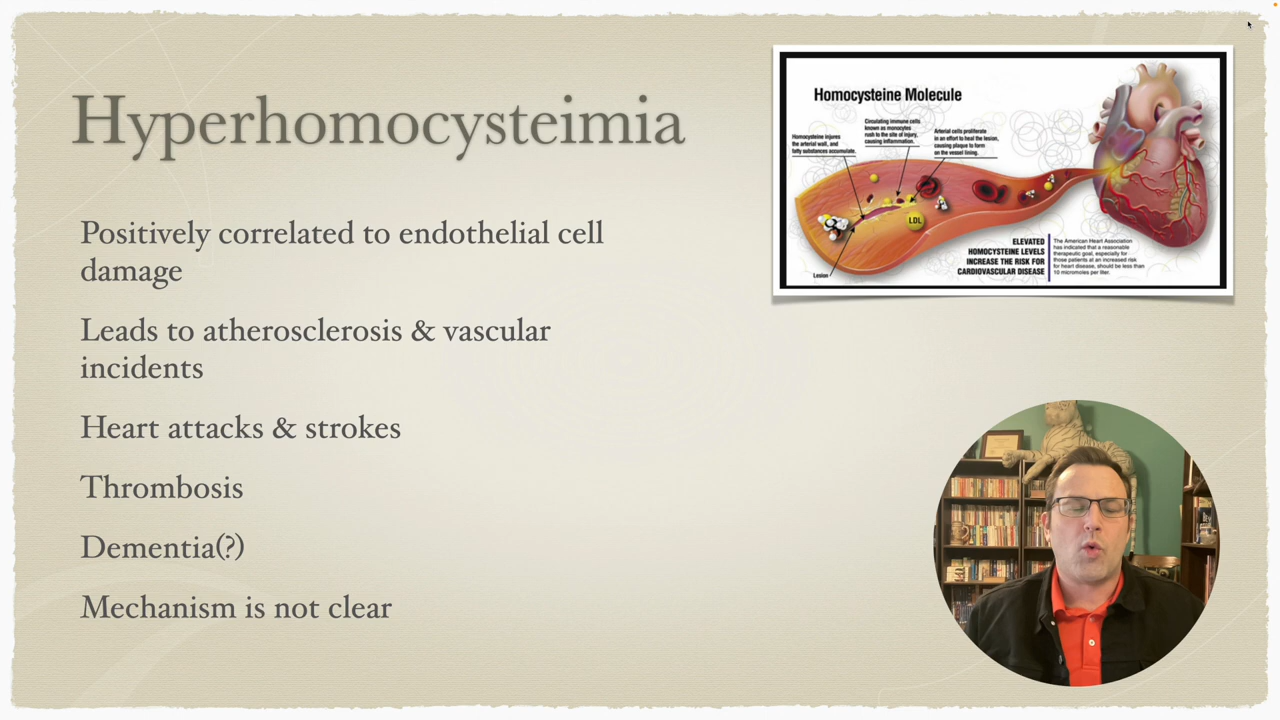 Hyperhomocysteimia
Positively correlated to endothelial cell
damage
Leads to atherosclerosis & vascular
incidents
Heart attacks & strokes
Thrombosis
Dementia(?)
Mechanism is not clear
Homocysteine Molecule
Homocysteine injures
the arterial wall, and
fatty substances accumulate.
Circulating immune cells
known as monocytes
rush to the site of injury,
causing inflammation.
Arterial cells proliferate
in an effort to heal the lesion,
causing plaque to form
on the vessel lining.
LDL
Lesion
ELEVATED
HOMOCYSTEINE LEVELS
INCREASE THE RISK FOR
CARDIOVASCULAR DISEASE
The American Heart Association
has indicated that a reasonable
therapeutic goal, especially for
those patients at an increased risk
for heart disease, should be less than
10 micromoles per liter.